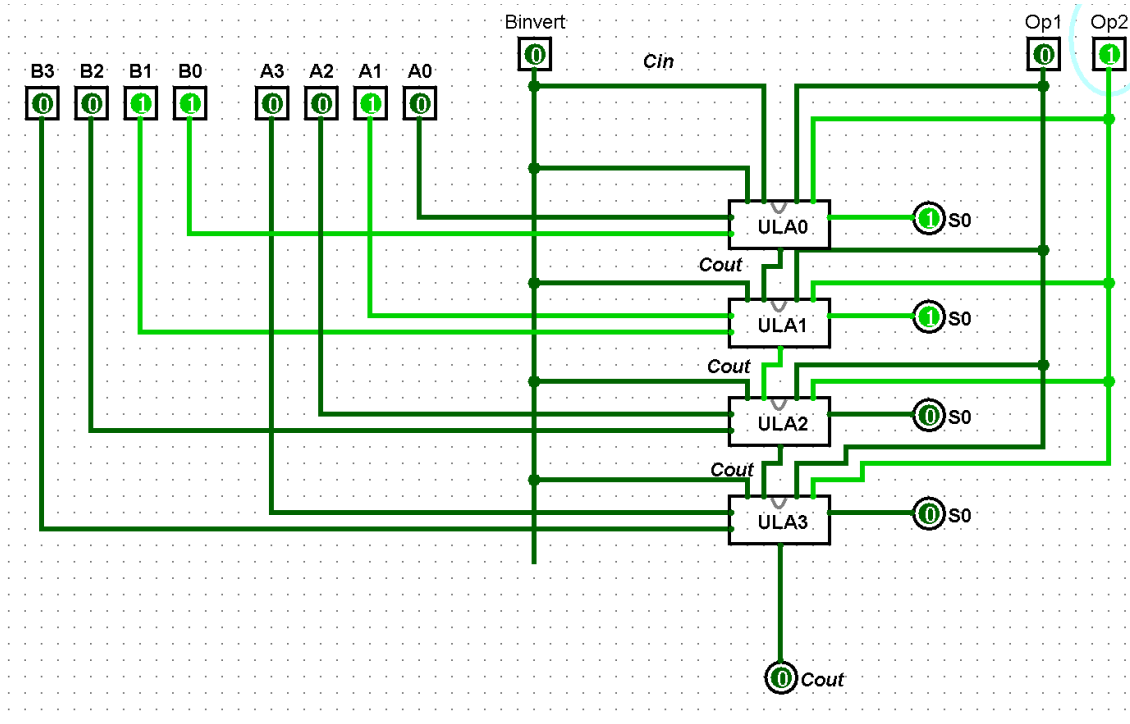 Binvert Op1 Op2
0 Cin 0 1
B3 B2 B1 B0 A3 A2 A1 A0
0 0 1 1 0 0 1 0
ULA0 1 S0
Cout
ULA1 1 S0
Cout
ULA2 0 S0
Cout
ULA3 0 S0
0 Cout